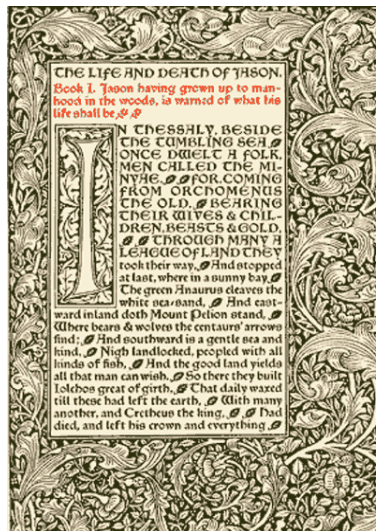 THE LIFE AND DEATH OF JASON.
Book I. Jason having grown up to man-
hood in the woods, is warned of what his
life shall be
IN THESSALY, BESIDE
THE TUMBLING SEA,
ONCE DWELT A FOLK,
MEN CALLED THE MI-
NYAE, FOR, COMING
FROM ORCHOMENUS
THE OLD, BEARING
THEIR WIVES & CHIL-
DREN, BEASTS & GOLD,
THROUGH MANY A
LEAGUE OF LAND THEY
took their way, And stopped
at last, where in a sunny bay,
The green Anaurus cleaves the
white sea-sand, And east-
ward inland doth Mount Pelion stand,
Where bears & wolves the centaurs' arrows
find; And southward is a gentle sea and
kind, Nigh landlocked, peopled with all
kinds of fish, And the good land yields
all that man can wish. So there they built
Iolchos great of girth, That daily waxed
till these had left the earth, With many
another, and Cretheus the king, Had
died, and left his crown and everything